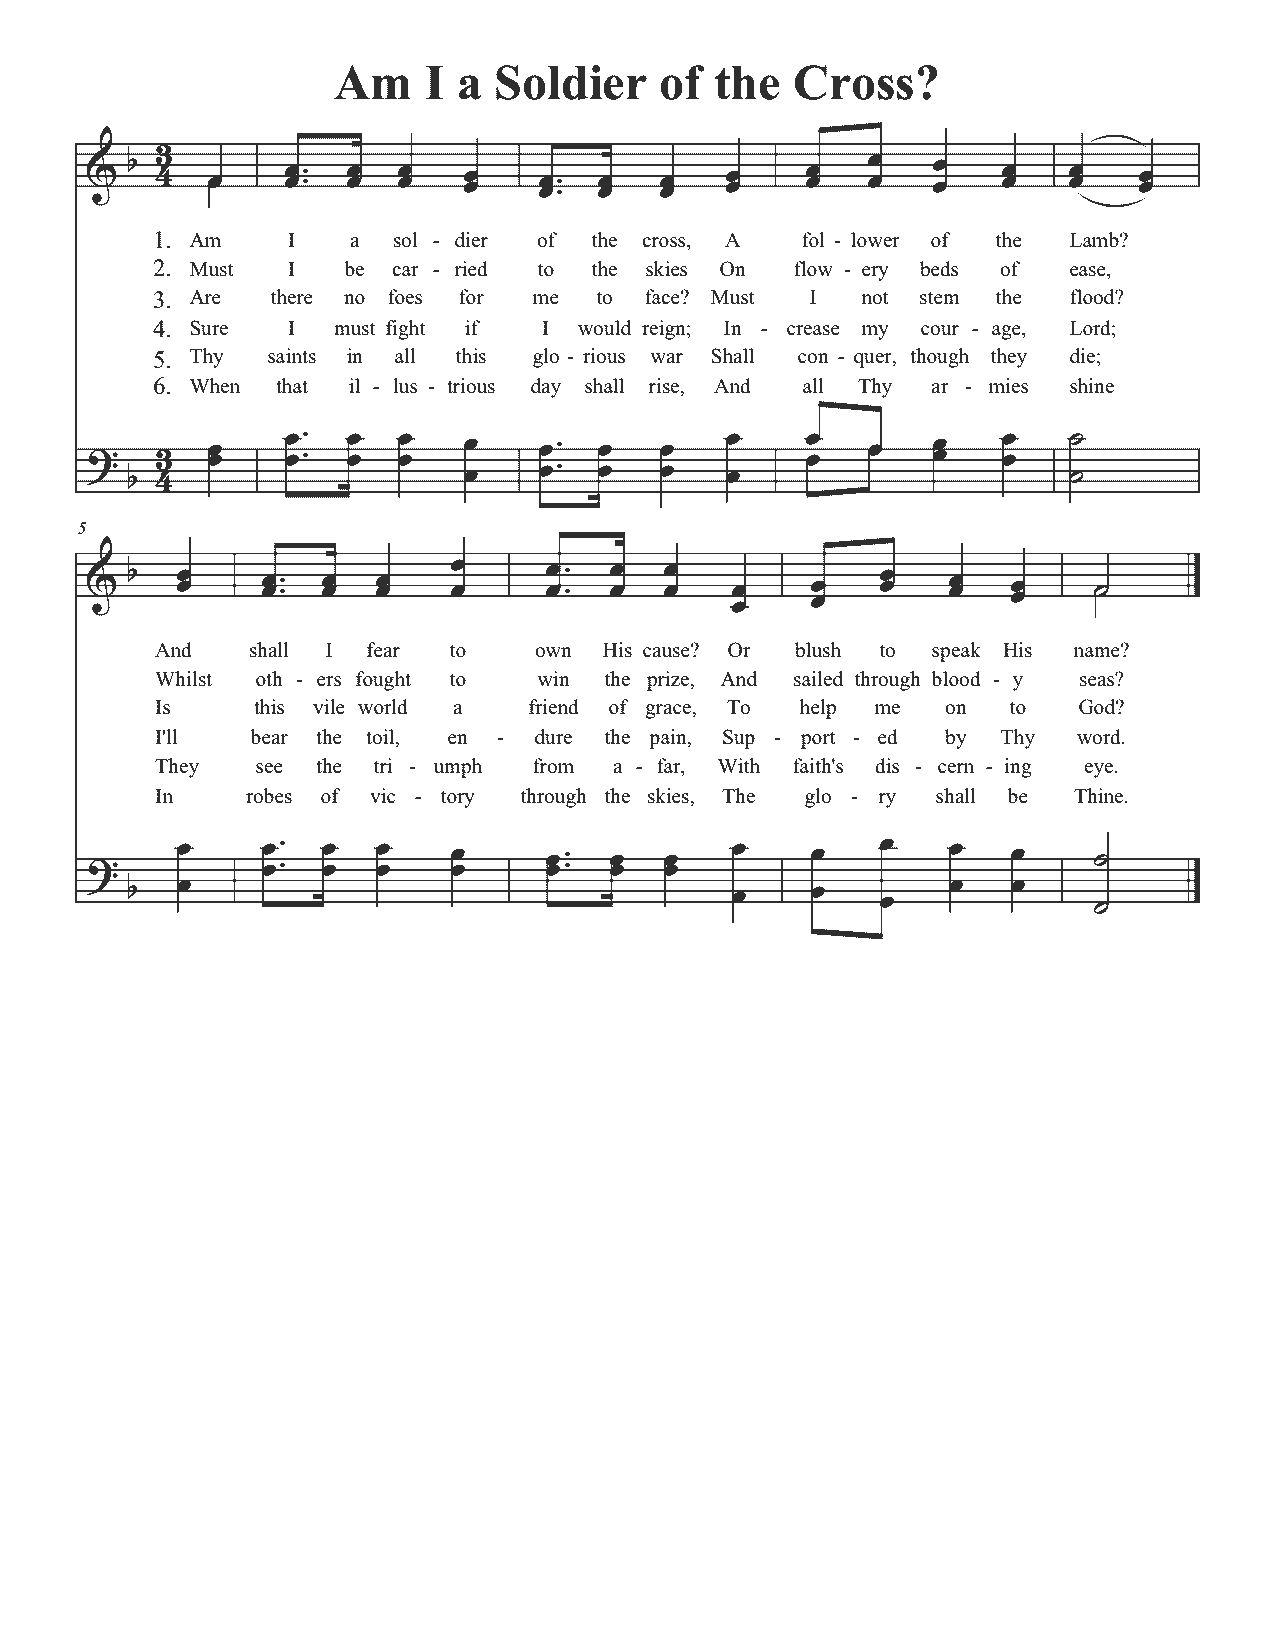 Am I a Soldier of the Cross?
3
4
1. Am I a sol - dier of the cross, A fol - lower of the Lamb?
2. Must I be car - ried to the skies On flow - ery beds of ease,
3. Are there no foes for me to face? Must I not stem the flood?
4. Sure I must fight if I would reign; In - crease my cour - age, Lord;
5. Thy saints in all this glo - rious war Shall con - quer, though they die;
6. When that il - lus - trious day shall rise, And all Thy ar - mies shine
3
4
5
And shall I fear to own His cause? Or blush to speak His name?
Whilst oth - ers fought to win the prize, And sailed through blood - y seas?
Is this vile world a friend of grace, To help me on to God?
I'll bear the toil, en - dure the pain, Sup - port - ed by Thy word.
They see the tri - umph from a - far, With faith's dis - cern - ing eye.
In robes of vic - tory through the skies, The glo - ry shall be Thine.